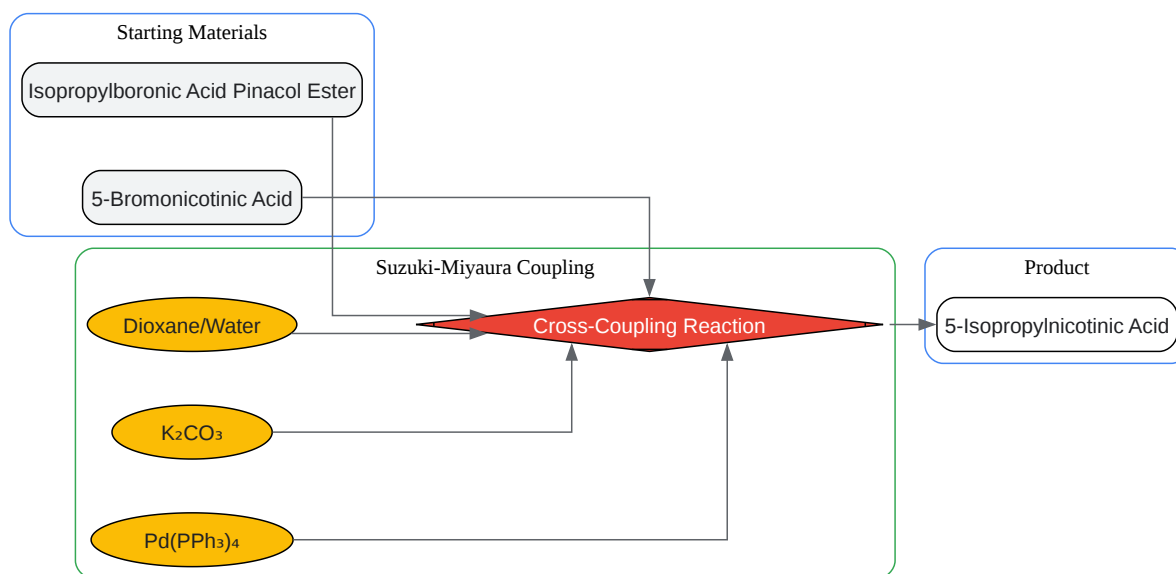 Starting Materials
Isopropylboronic Acid Pinacol Ester
5-Bromonicotinic Acid
Suzuki-Miyaura Coupling
Product
Dioxane/Water
Cross-Coupling Reaction
5-Isopropylnicotinic Acid
K₂CO₃
Pd(PPh₃)₄